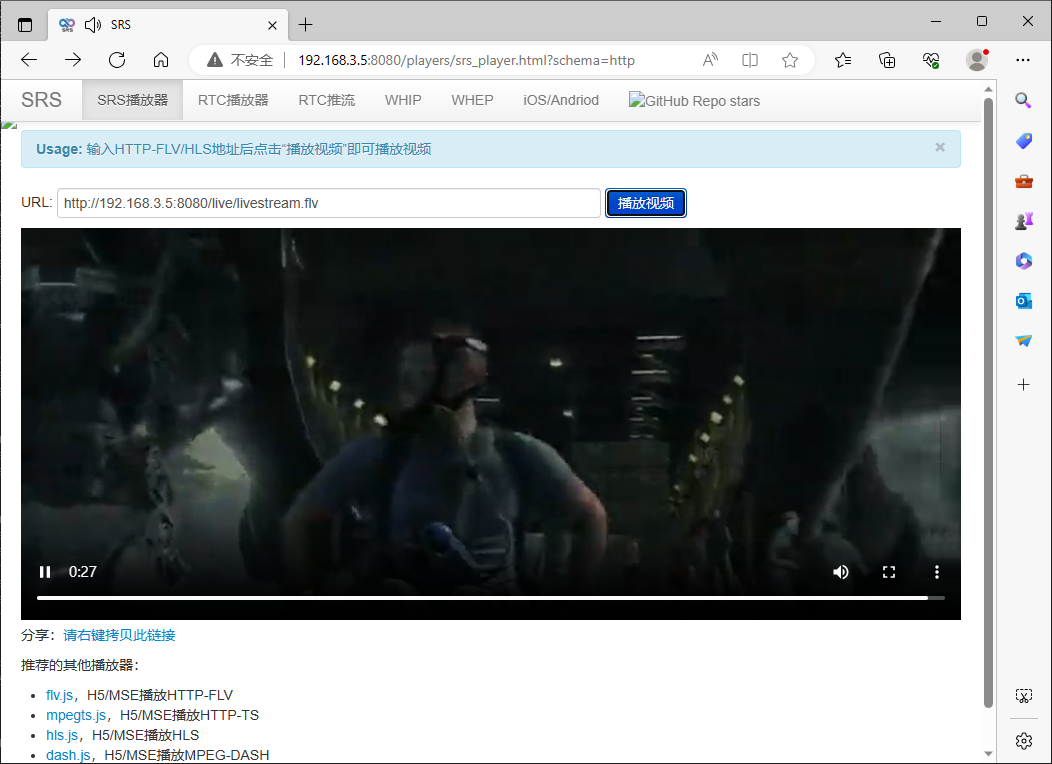 SRS
不安全 192.168.3.5:8080/players/srs_player.html?schema=http
SRS SRS播放器 RTC播放器 RTC推流 WHIP WHEP iOS/Andriod GitHub Repo stars
Usage: 输入HTTP-FLV/HLS地址后点击“播放视频”即可播放视频 ×
URL: http://192.168.3.5:8080/live/livestream.flv 播放视频
0:27
分享：请右键拷贝此链接
推荐的其他播放器：
flv.js，H5/MSE播放HTTP-FLV
mpegts.js，H5/MSE播放HTTP-TS
hls.js，H5/MSE播放HLS
dash.js，H5/MSE播放MPEG-DASH